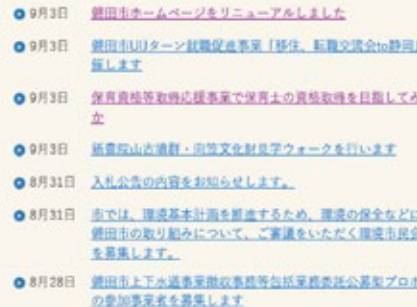 9月3日 磐田市ホームページをリニューアルしました
9月3日 磐田市UIJターン就職促進事業「移住、転職交流会to静岡
催します
9月3日 保育資格等取得応援事業で保育士の資格取得を目指してみ
か
9月3日 新豊院山古墳群・向笠文化財見学ウォークを行います
8月31日 入札公告の内容をお知らせします。
8月31日 市では、環境基本計画を推進するため、環境の保全などに
磐田市の取り組みについて、ご審議をいただく環境市民会
を募集します。
8月28日 磐田市上下水道事業徴収事務等包括業務委託公募型プロ
の参加事業者を募集します